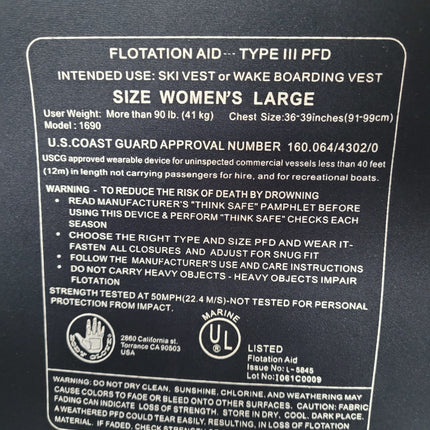 FLOTATION AID --- TYPE III PFD
INTENDED USE: SKI VEST or WAKE BOARDING VEST
SIZE WOMEN'S LARGE
User Weight: More than 90 lb. (41 kg) Chest Size:36-39inches(91-99cm)
Model : 1690
U.S.COAST GUARD APPROVAL NUMBER 160.064/4302/0
USCG approved wearable device for uninspected commercial vessels less than 40 feet
(12m) in length not carrying passengers for hire, and for recreational boats.
WARNING - TO REDUCE THE RISK OF DEATH BY DROWNING
• READ MANUFACTURER'S "THINK SAFE" PAMPHLET BEFORE
USING THIS DEVICE & PERFORM "THINK SAFE" CHECKS EACH
SEASON
• CHOOSE THE RIGHT TYPE AND SIZE PFD AND WEAR IT-
FASTEN ALL CLOSURES AND ADJUST FOR SNUG FIT
• FOLLOW THE MANUFACTURER'S USE AND CARE INSTRUCTIONS
• DO NOT CARRY HEAVY OBJECTS - HEAVY OBJECTS IMPAIR
FLOTATION
STRENGTH TESTED AT 50MPH(22.4 M/S)-NOT TESTED FOR PERSONAL
PROTECTION FROM IMPACT.
BODY GLOVE
2660 California st.
Torrance CA 90503
USA
MARINE
UL
LISTED
Flotation Aid
Issue No: L-5845
Lot No:I061C0009
WARNING: DO NOT DRY CLEAN. SUNSHINE, CHLORINE, AND WEATHERING MAY
CAUSE COLORS TO FADE OR BLEED ONTO OTHER SURFACES. CAUTION: FABRIC
FADING CAN INDICATE LOSS OF STRENGTH. STORE IN DRY, COOL, DARK PLACE.
A WEATHERED PFD COULD TEAR EASILY, RESULTING IN LOSS OF FLOTATION
MATERIAL. IF FADED, CHECK STRENGTH